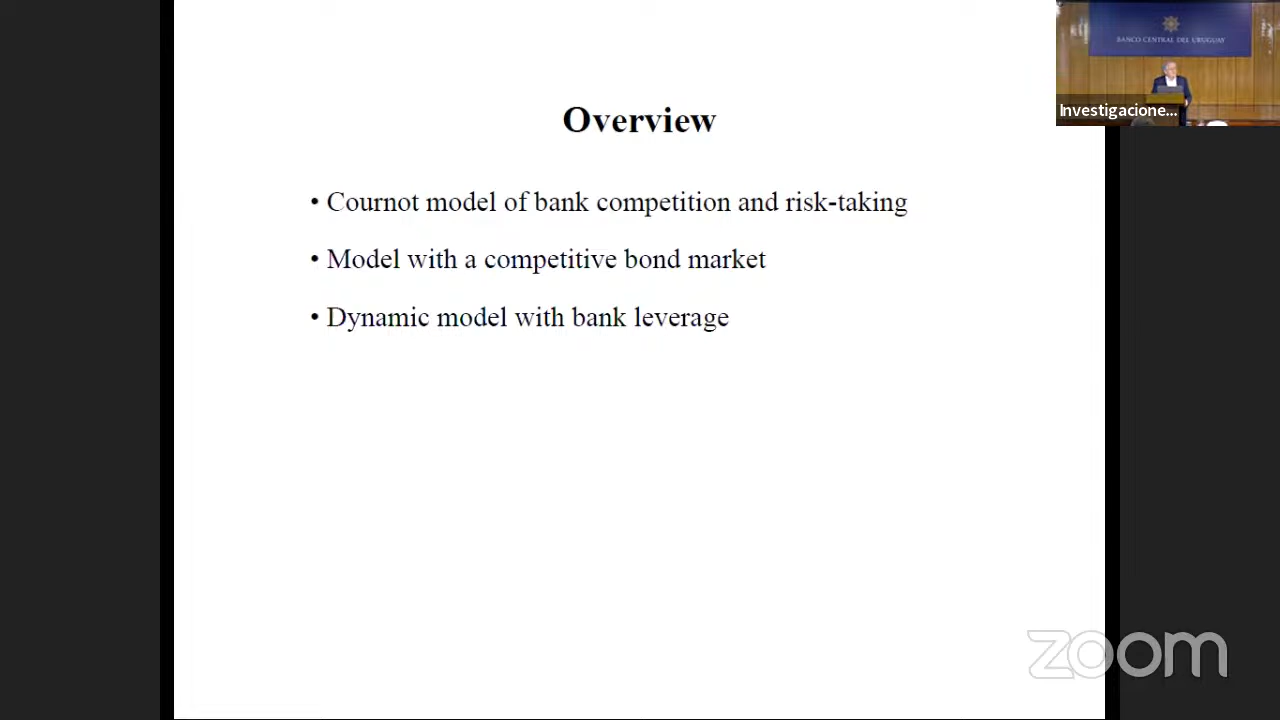 BANCO CENTRAL DEL URUGUAY
Investigacione...
Overview
• Cournot model of bank competition and risk-taking
• Model with a competitive bond market
• Dynamic model with bank leverage
zoom